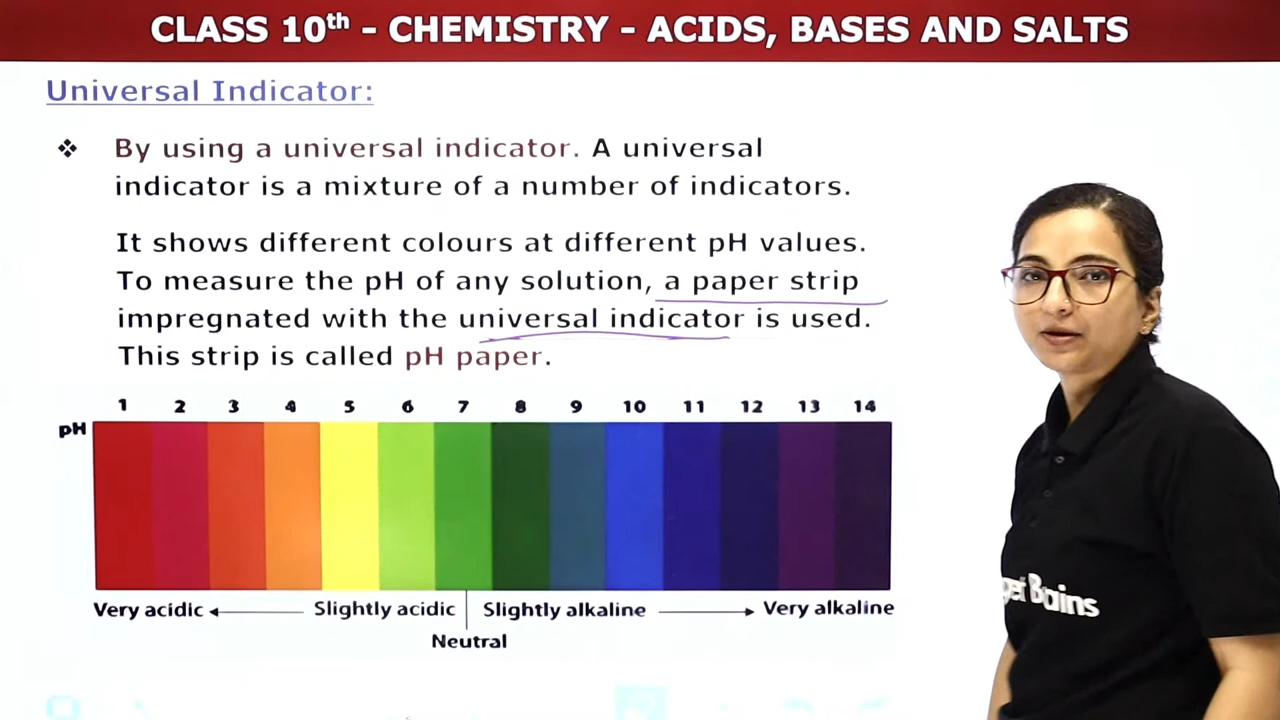 CLASS 10th - CHEMISTRY - ACIDS, BASES AND SALTS
Universal Indicator:
❖ By using a universal indicator. A universal
indicator is a mixture of a number of indicators.
It shows different colours at different pH values.
To measure the pH of any solution, a paper strip
impregnated with the universal indicator is used.
This strip is called pH paper.
1 2 3 4 5 6 7 8 9 10 11 12 13 14
pH
Very acidic Slightly acidic Slightly alkaline Very alkaline
Neutral
Brains